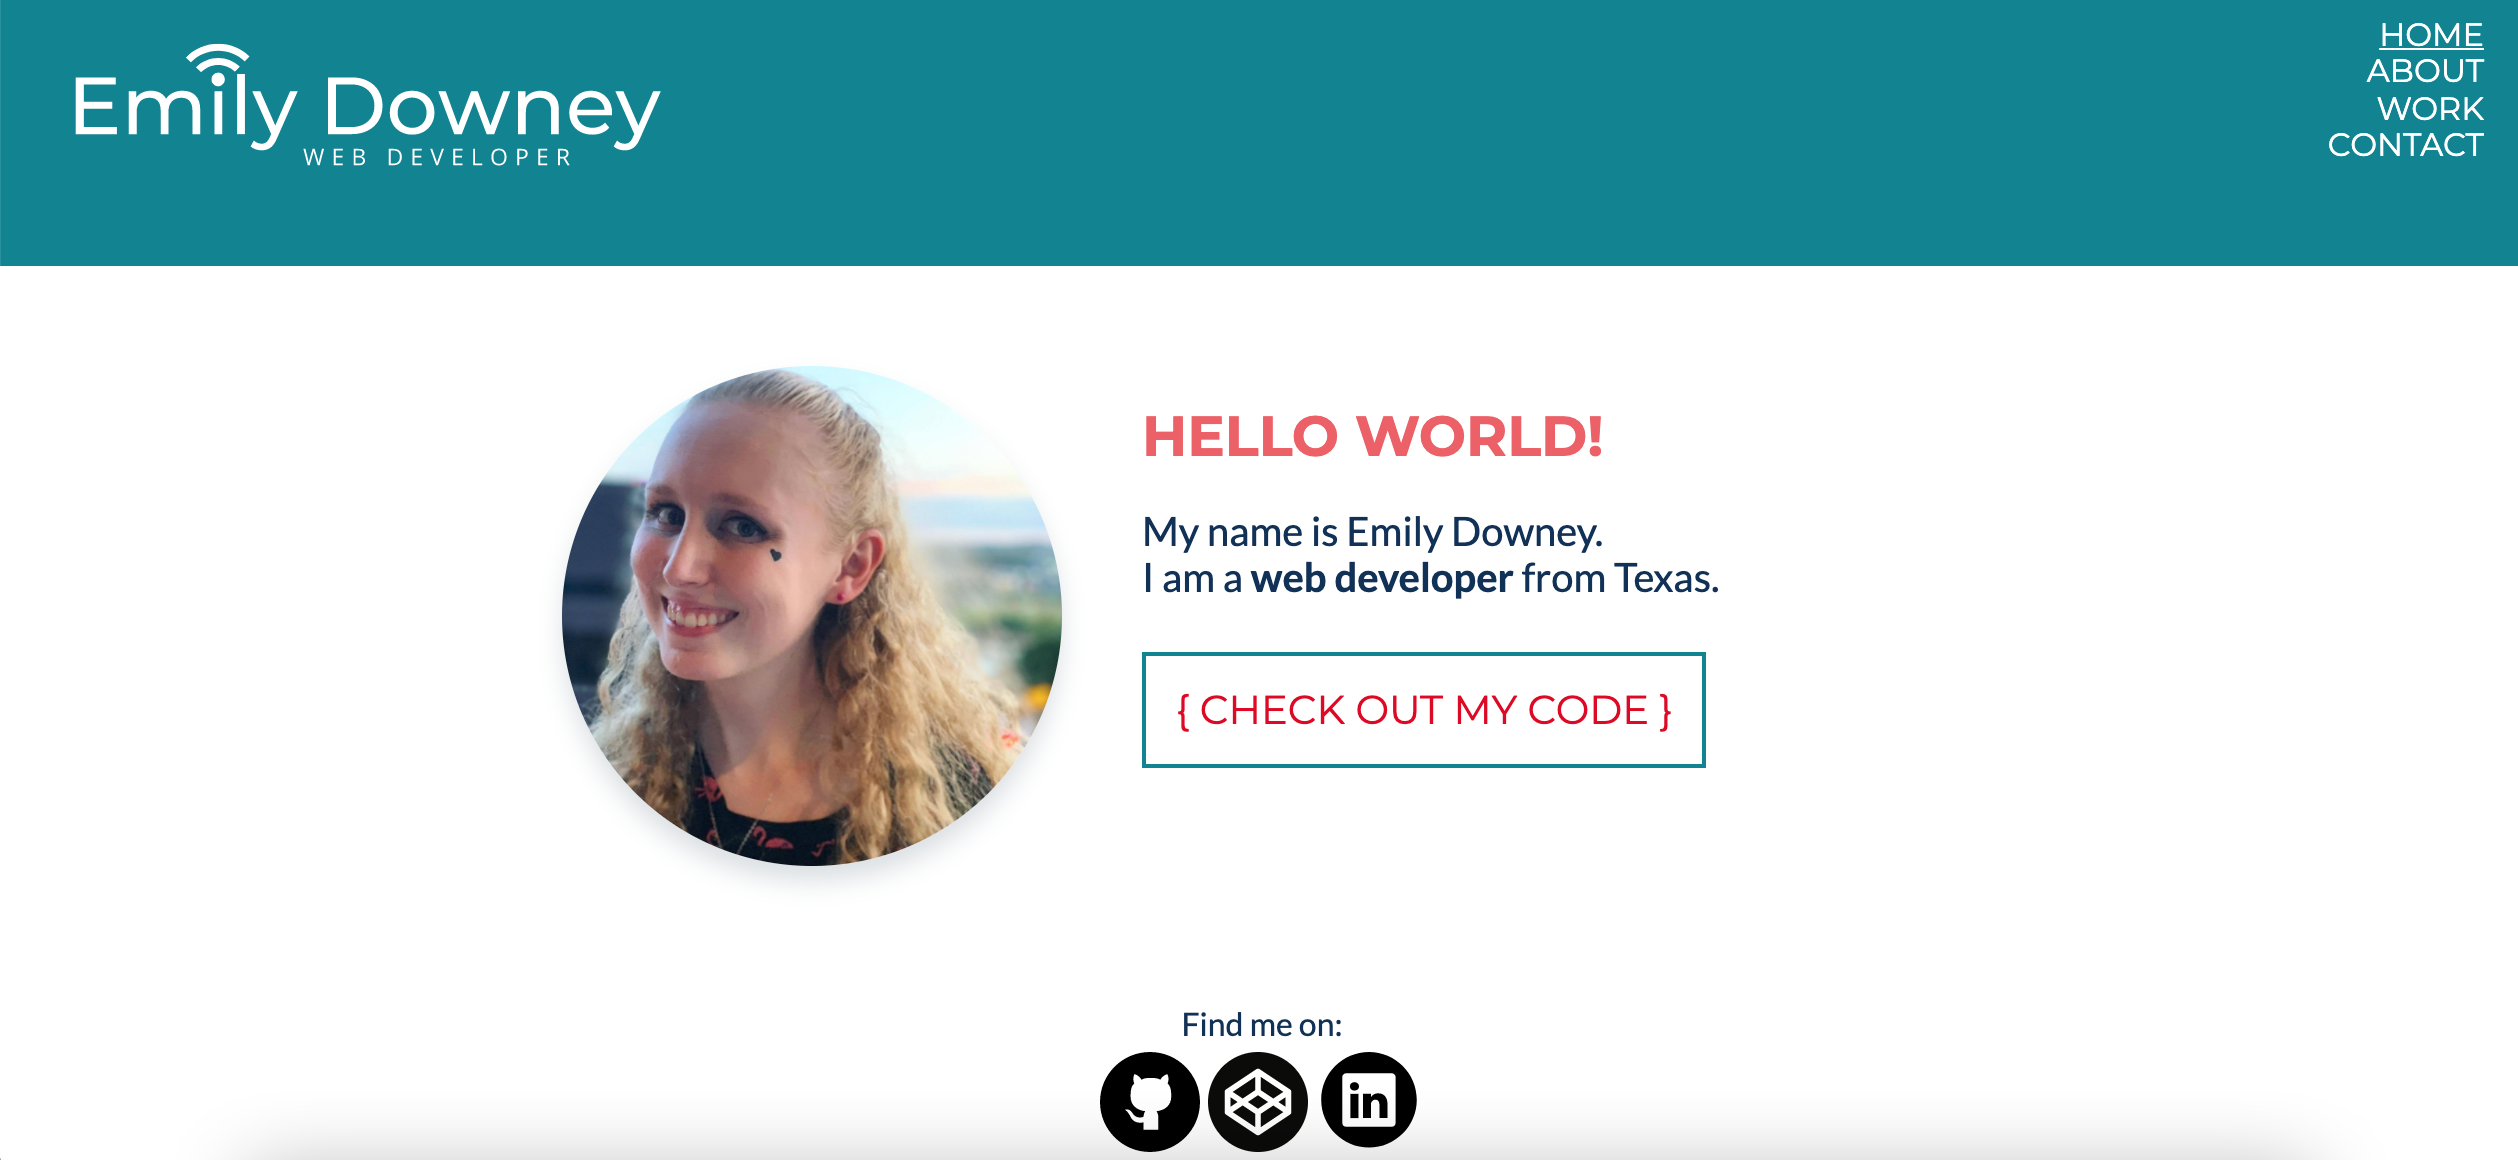 Emily Downey
WEB DEVELOPER
HOME
ABOUT
WORK
CONTACT
HELLO WORLD!
My name is Emily Downey.
I am a web developer from Texas.
{ CHECK OUT MY CODE }
Find me on:
in